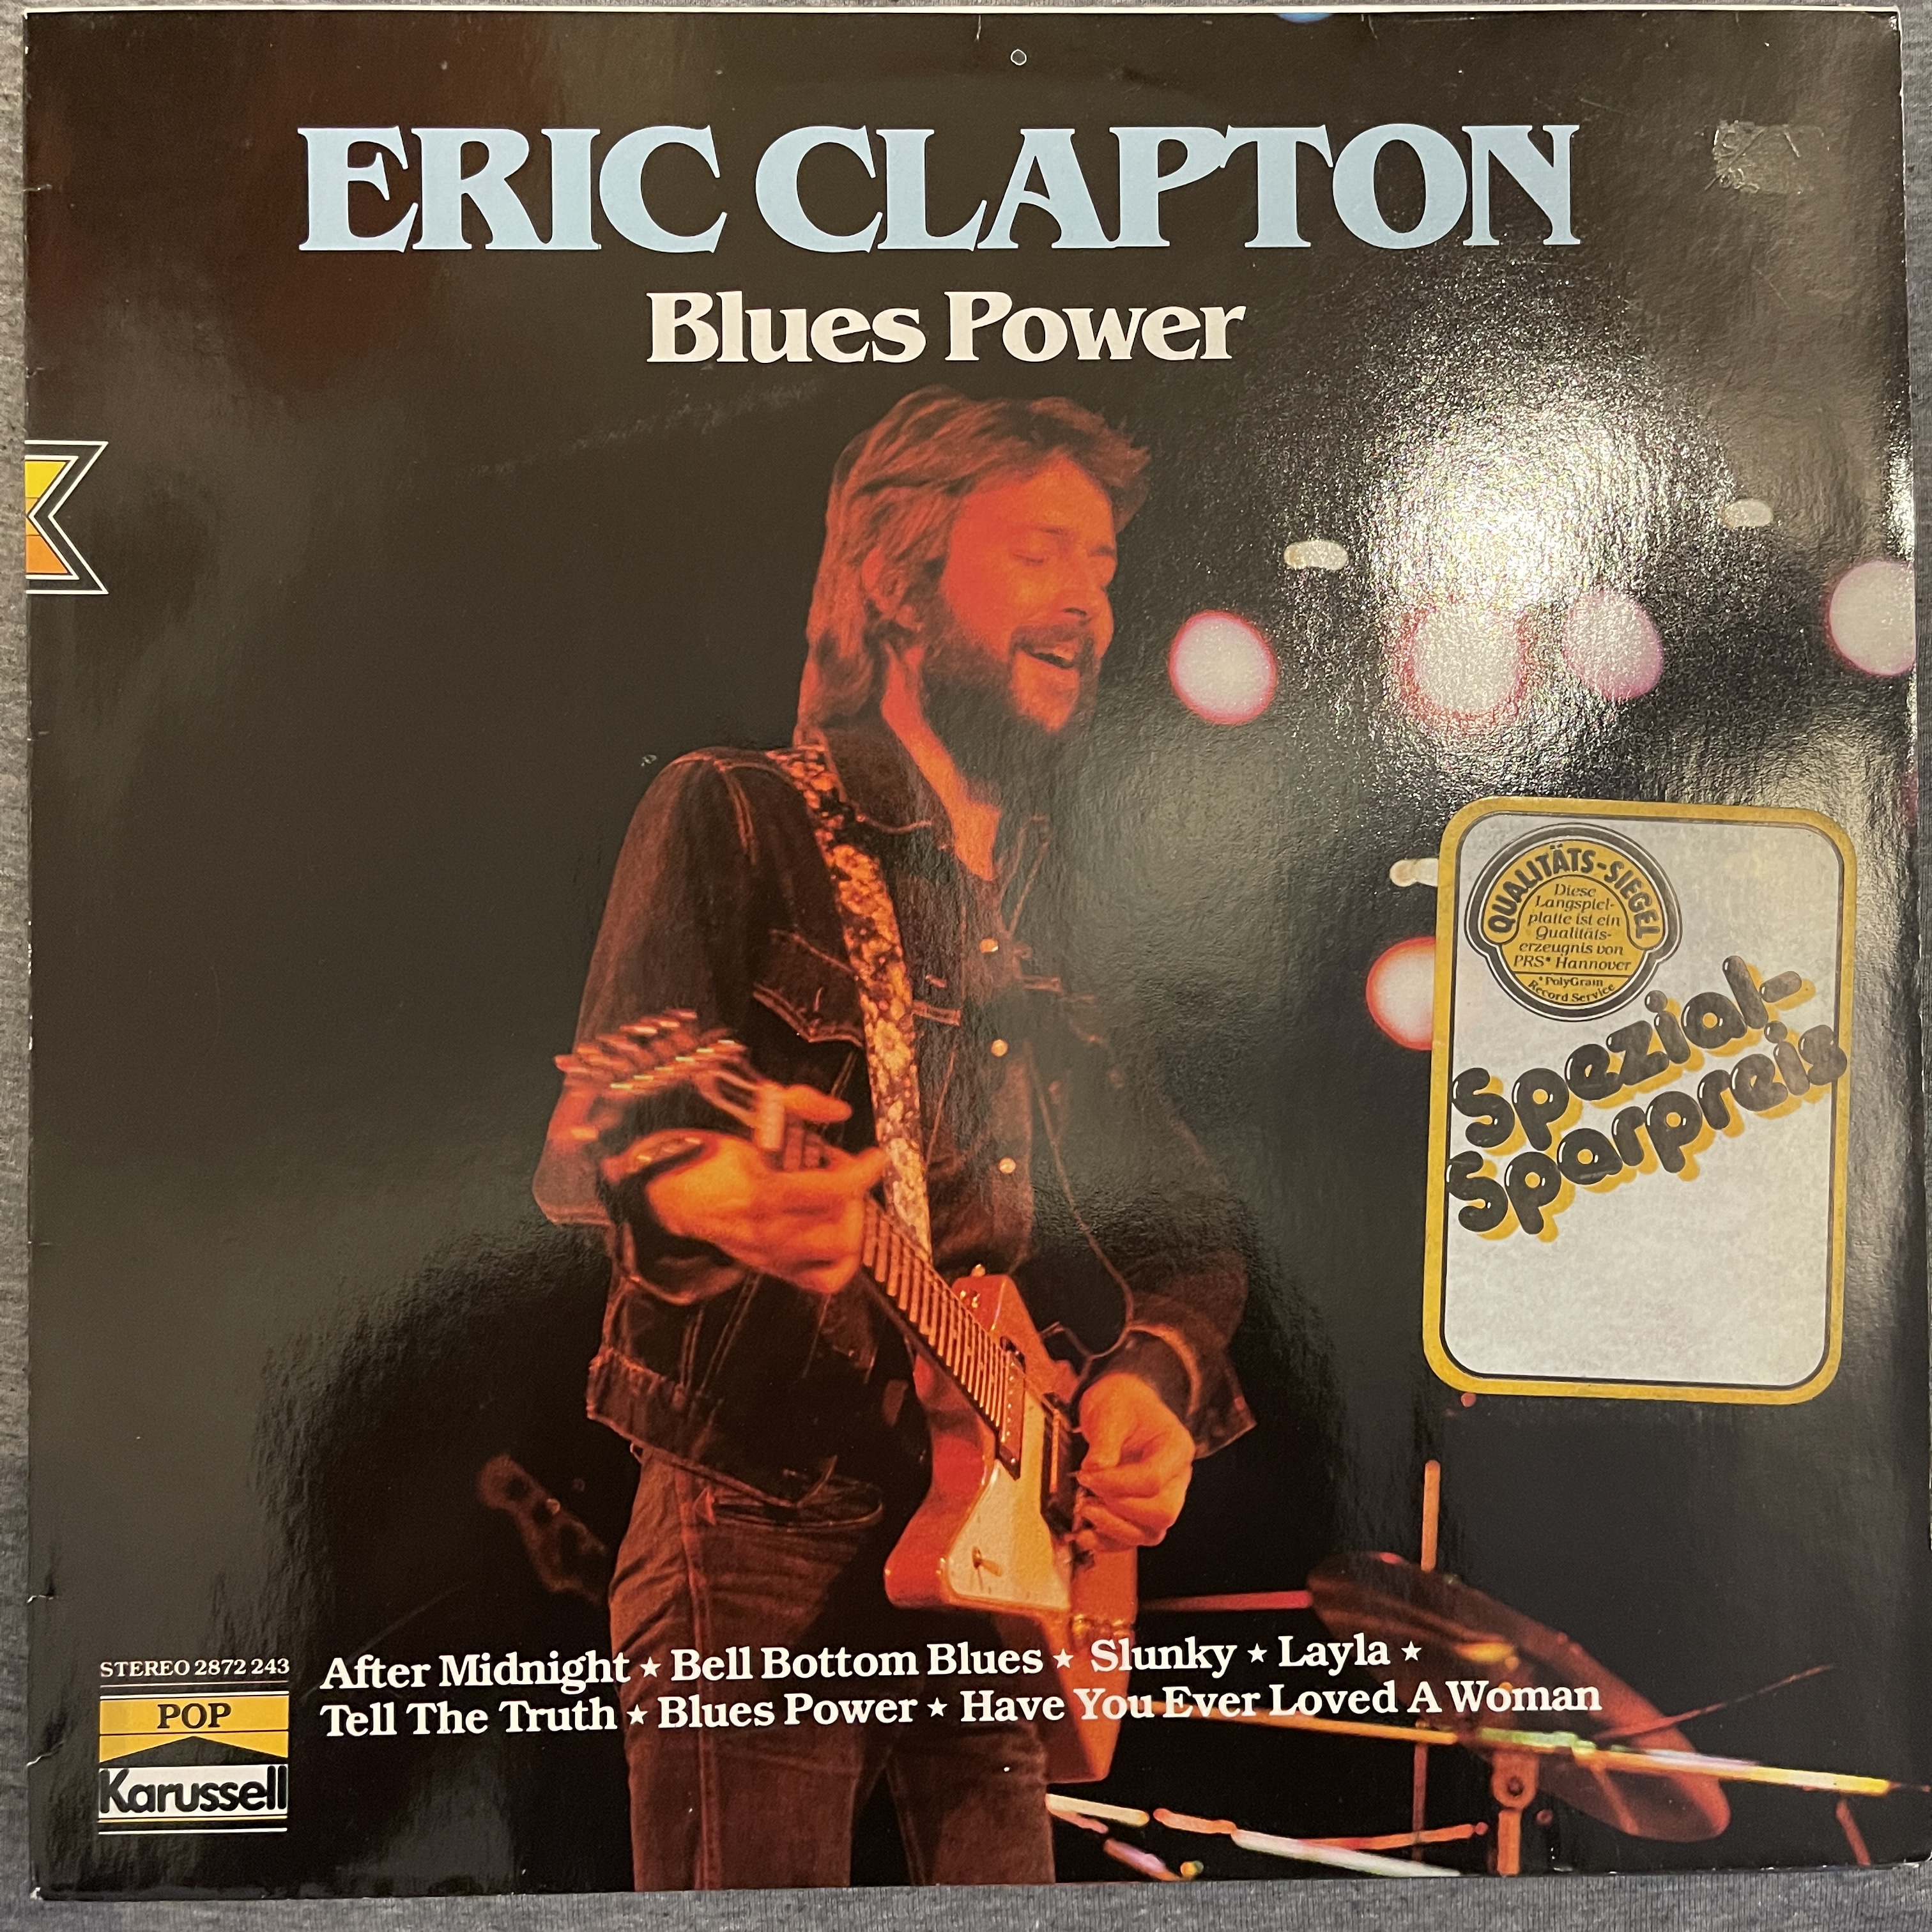 ERIC CLAPTON
Blues Power
QUALITÄTS-SIEGEL
Diese
Langspiel-
platte ist ein
Qualitäts-
erzeugnis von
PRS* Hannover
*PolyGram
Record Service
Spezial-
Sparpreis
STEREO 2872 243
POP
Karussell
After Midnight ★ Bell Bottom Blues ★ Slunky ★ Layla ★
Tell The Truth ★ Blues Power ★ Have You Ever Loved A Woman